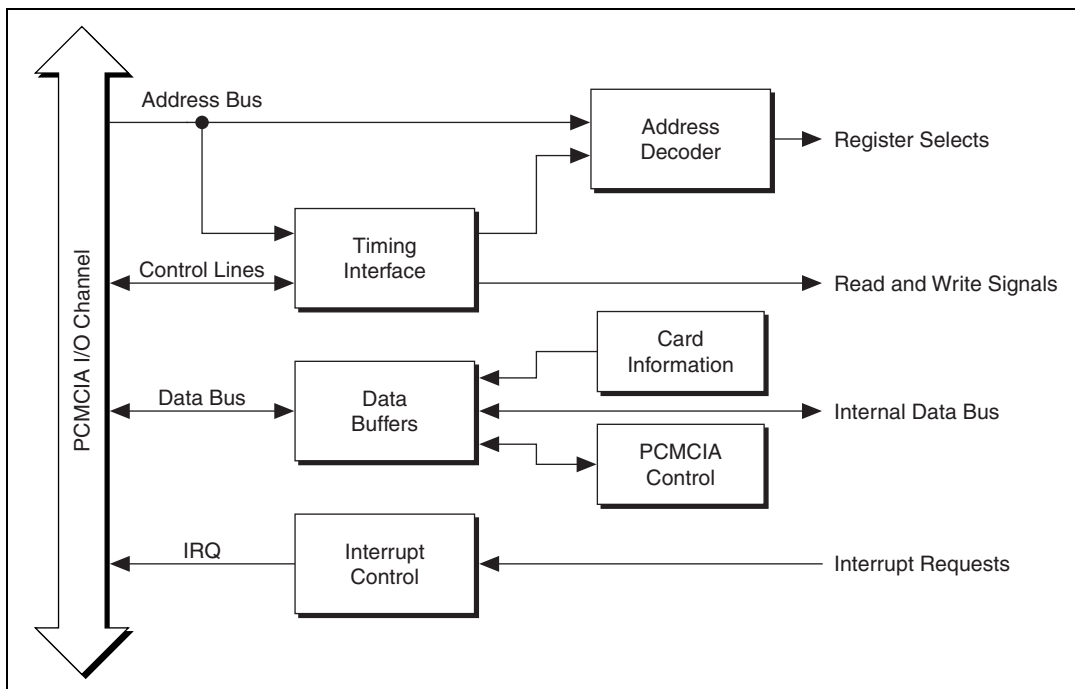 Address Bus
Address
Decoder
Register Selects
PCMCIA I/O Channel
Timing
Interface
Control Lines
Read and Write Signals
Card
Information
Data Bus
Data
Buffers
Internal Data Bus
PCMCIA
Control
IRQ
Interrupt
Control
Interrupt Requests